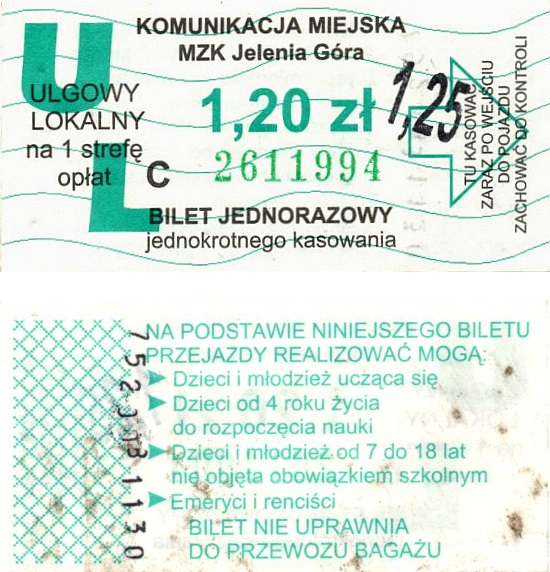 KOMUNIKACJA MIEJSKA
MZK Jelenia Góra
UL
ULGOWY
LOKALNY
na 1 strefę
opłat
1,20 zł
1,25
C 2611994
BILET JEDNORAZOWY
jednokrotnego kasowania
TU KASOWAĆ
ZARAZ PO WEJŚCIU
DO POJAZDU
ZACHOWAĆ DO KONTROLI
NA PODSTAWIE NINIEJSZEGO BILETU
PRZEJAZDY REALIZOWAĆ MOGĄ:
Dzieci i młodzież ucząca się
Dzieci od 4 roku życia
do rozpoczęcia nauki
Dzieci i młodzież od 7 do 18 lat
nie objęta obowiązkiem szkolnym
Emeryci i renciści
BILET NIE UPRAWNIA
DO PRZEWOZU BAGAŻU